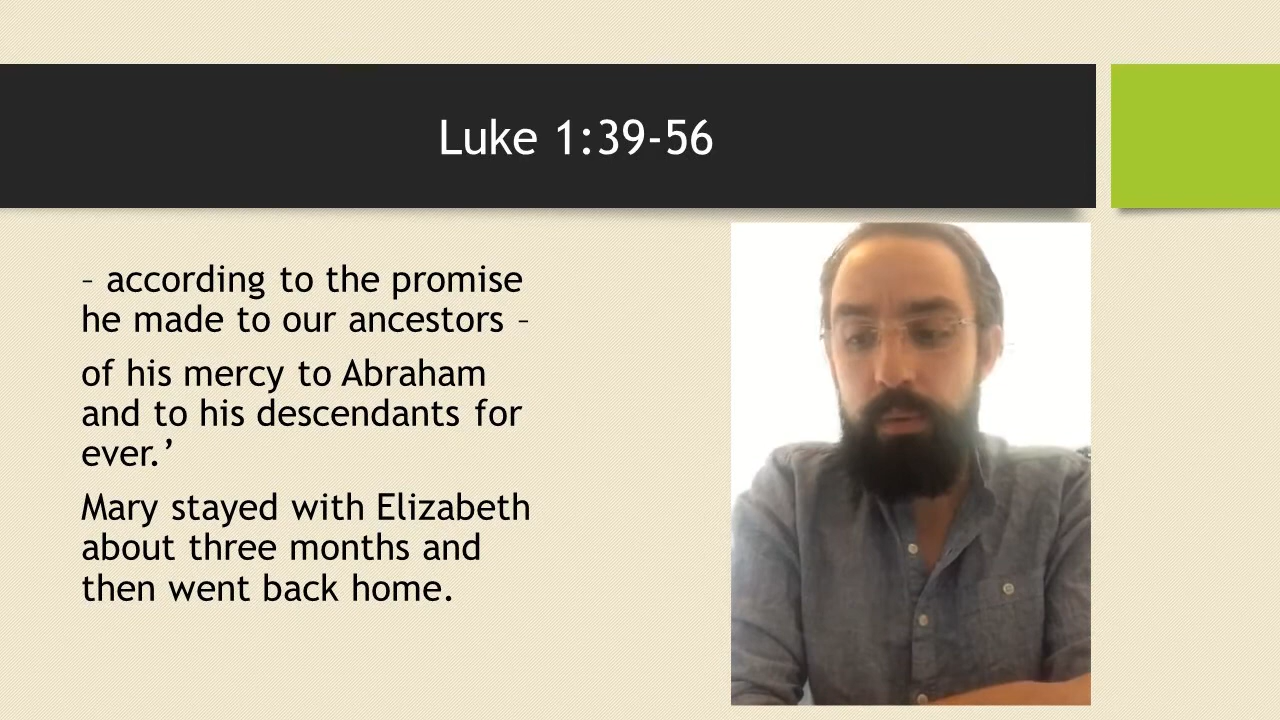 Luke 1:39-56
– according to the promise
he made to our ancestors –
of his mercy to Abraham
and to his descendants for
ever.’
Mary stayed with Elizabeth
about three months and
then went back home.